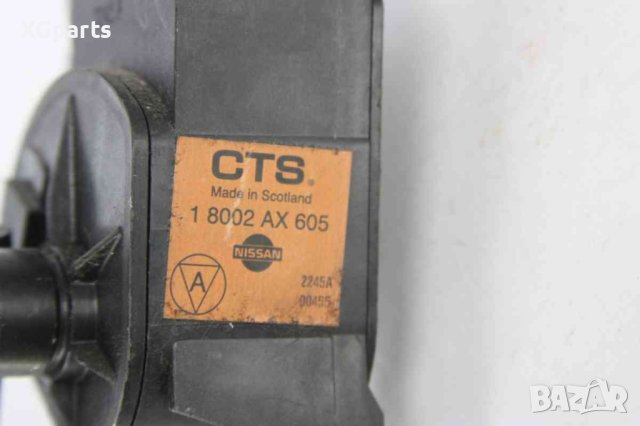 XGparts
CTS.
Made in Scotland
1 8002 AX 605
NISSAN
A
2245A
00455
BAZAR